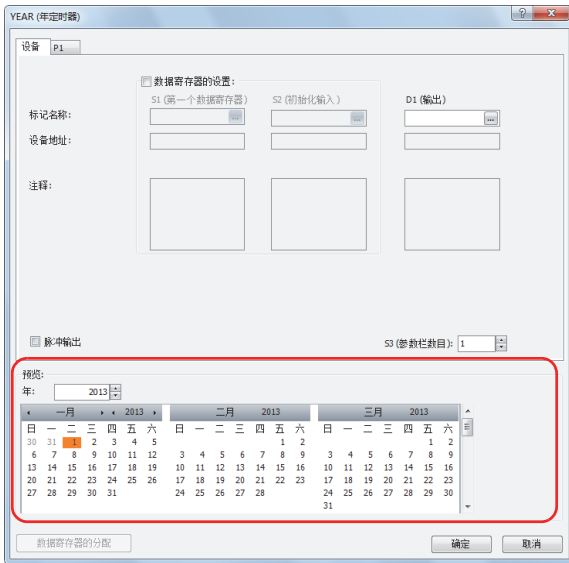 YEAR (年定时器)
设备 P1
数据寄存器的设置:
S1 (第一个数据寄存器) S2 (初始化输入) D1 (输出)
标记名称: ... ... ...
设备地址:
注释:
脉冲输出 S3 (参数栏数目): 1
预览:
年: 2013
一月 2013 二月 2013 三月 2013
日 一 二 三 四 五 六 日 一 二 三 四 五 六 日 一 二 三 四 五 六
30 31 1 2 3 4 5 1 2 1 2
6 7 8 9 10 11 12 3 4 5 6 7 8 9 3 4 5 6 7 8 9
13 14 15 16 17 18 19 10 11 12 13 14 15 16 10 11 12 13 14 15 16
20 21 22 23 24 25 26 17 18 19 20 21 22 23 17 18 19 20 21 22 23
27 28 29 30 31 24 25 26 27 28 24 25 26 27 28 29 30
31
数据寄存器的分配 确定 取消